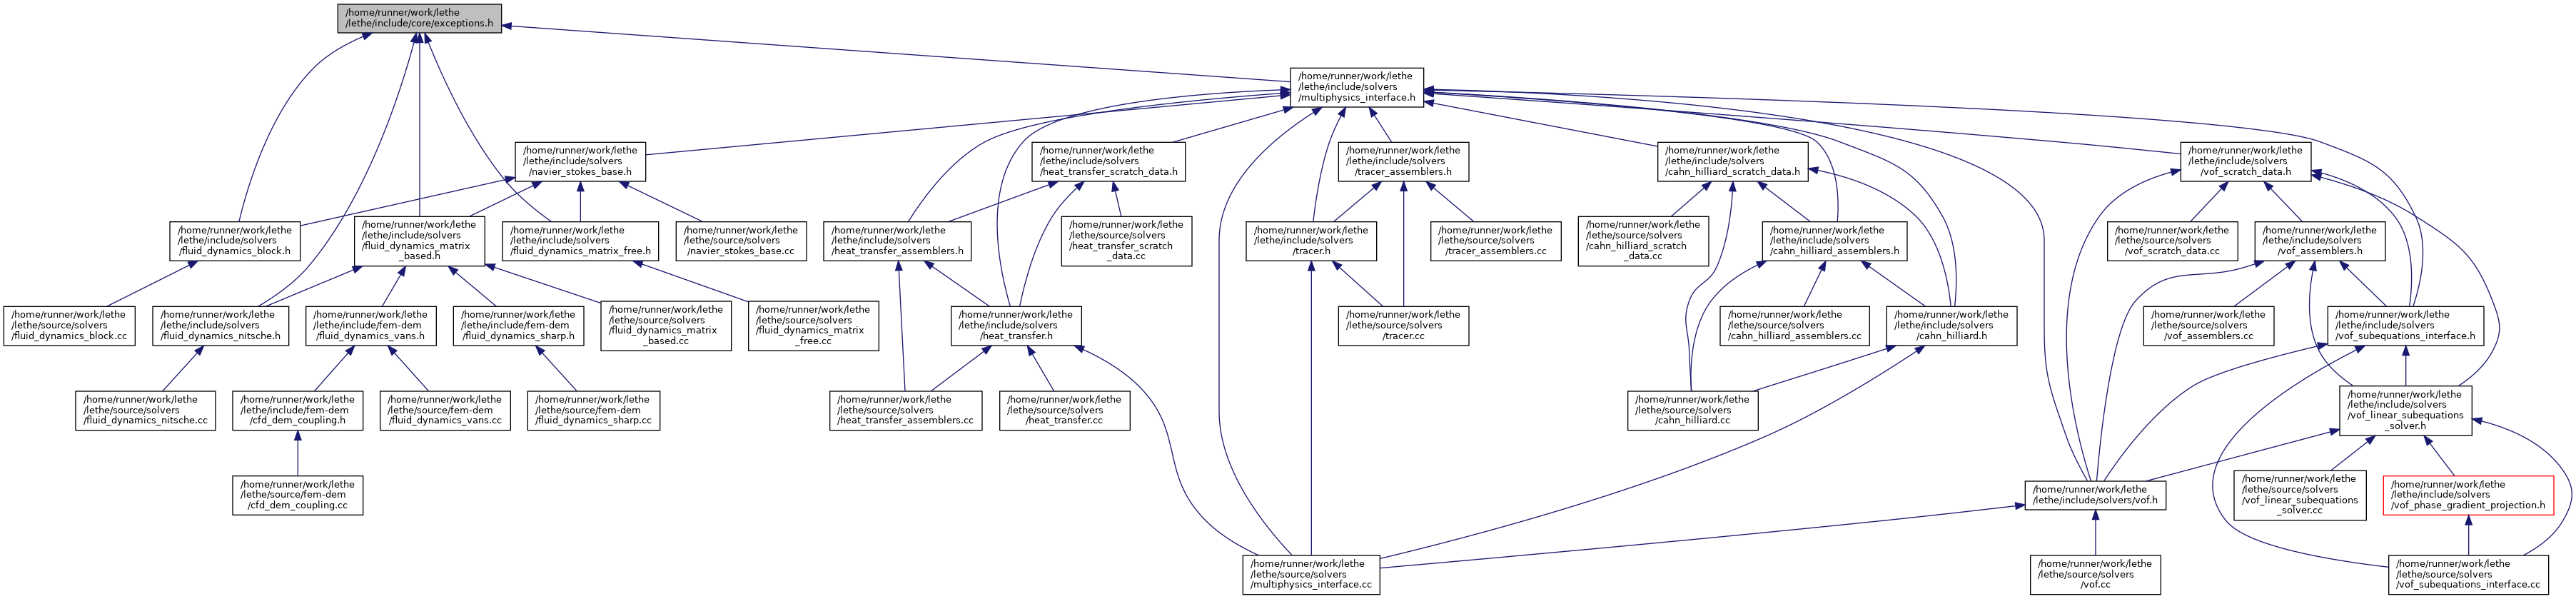 /home/runner/work/lethe
/lethe/include/core/exceptions.h
/home/runner/work/lethe
/lethe/include/solvers
/multiphysics_interface.h
/home/runner/work/lethe
/lethe/include/solvers
/navier_stokes_base.h
/home/runner/work/lethe
/lethe/include/solvers
/heat_transfer_scratch_data.h
/home/runner/work/lethe
/lethe/include/solvers
/tracer_assemblers.h
/home/runner/work/lethe
/lethe/include/solvers
/cahn_hilliard_scratch_data.h
/home/runner/work/lethe
/lethe/include/solvers
/vof_scratch_data.h
/home/runner/work/lethe
/lethe/include/solvers
/fluid_dynamics_block.h
/home/runner/work/lethe
/lethe/include/solvers
/fluid_dynamics_matrix
_based.h
/home/runner/work/lethe
/lethe/include/solvers
/fluid_dynamics_matrix_free.h
/home/runner/work/lethe
/lethe/source/solvers
/navier_stokes_base.cc
/home/runner/work/lethe
/lethe/include/solvers
/heat_transfer_assemblers.h
/home/runner/work/lethe
/lethe/source/solvers
/heat_transfer_scratch
_data.cc
/home/runner/work/lethe
/lethe/include/solvers
/tracer.h
/home/runner/work/lethe
/lethe/source/solvers
/tracer_assemblers.cc
/home/runner/work/lethe
/lethe/source/solvers
/cahn_hilliard_scratch
_data.cc
/home/runner/work/lethe
/lethe/include/solvers
/cahn_hilliard_assemblers.h
/home/runner/work/lethe
/lethe/source/solvers
/vof_scratch_data.cc
/home/runner/work/lethe
/lethe/include/solvers
/vof_assemblers.h
/home/runner/work/lethe
/lethe/source/solvers
/fluid_dynamics_block.cc
/home/runner/work/lethe
/lethe/include/solvers
/fluid_dynamics_nitsche.h
/home/runner/work/lethe
/lethe/include/fem-dem
/fluid_dynamics_vans.h
/home/runner/work/lethe
/lethe/include/fem-dem
/fluid_dynamics_sharp.h
/home/runner/work/lethe
/lethe/source/solvers
/fluid_dynamics_matrix
_based.cc
/home/runner/work/lethe
/lethe/source/solvers
/fluid_dynamics_matrix
_free.cc
/home/runner/work/lethe
/lethe/include/solvers
/heat_transfer.h
/home/runner/work/lethe
/lethe/source/solvers
/tracer.cc
/home/runner/work/lethe
/lethe/source/solvers
/cahn_hilliard_assemblers.cc
/home/runner/work/lethe
/lethe/include/solvers
/cahn_hilliard.h
/home/runner/work/lethe
/lethe/source/solvers
/vof_assemblers.cc
/home/runner/work/lethe
/lethe/include/solvers
/vof_subequations_interface.h
/home/runner/work/lethe
/lethe/source/solvers
/fluid_dynamics_nitsche.cc
/home/runner/work/lethe
/lethe/include/fem-dem
/cfd_dem_coupling.h
/home/runner/work/lethe
/lethe/source/fem-dem
/fluid_dynamics_vans.cc
/home/runner/work/lethe
/lethe/source/fem-dem
/fluid_dynamics_sharp.cc
/home/runner/work/lethe
/lethe/source/solvers
/heat_transfer_assemblers.cc
/home/runner/work/lethe
/lethe/source/solvers
/heat_transfer.cc
/home/runner/work/lethe
/lethe/source/solvers
/cahn_hilliard.cc
/home/runner/work/lethe
/lethe/include/solvers
/vof_linear_subequations
_solver.h
/home/runner/work/lethe
/lethe/source/fem-dem
/cfd_dem_coupling.cc
/home/runner/work/lethe
/lethe/include/solvers/vof.h
/home/runner/work/lethe
/lethe/source/solvers
/vof_linear_subequations
_solver.cc
/home/runner/work/lethe
/lethe/include/solvers
/vof_phase_gradient_projection.h
/home/runner/work/lethe
/lethe/source/solvers
/multiphysics_interface.cc
/home/runner/work/lethe
/lethe/source/solvers
/vof.cc
/home/runner/work/lethe
/lethe/source/solvers
/vof_subequations_interface.cc